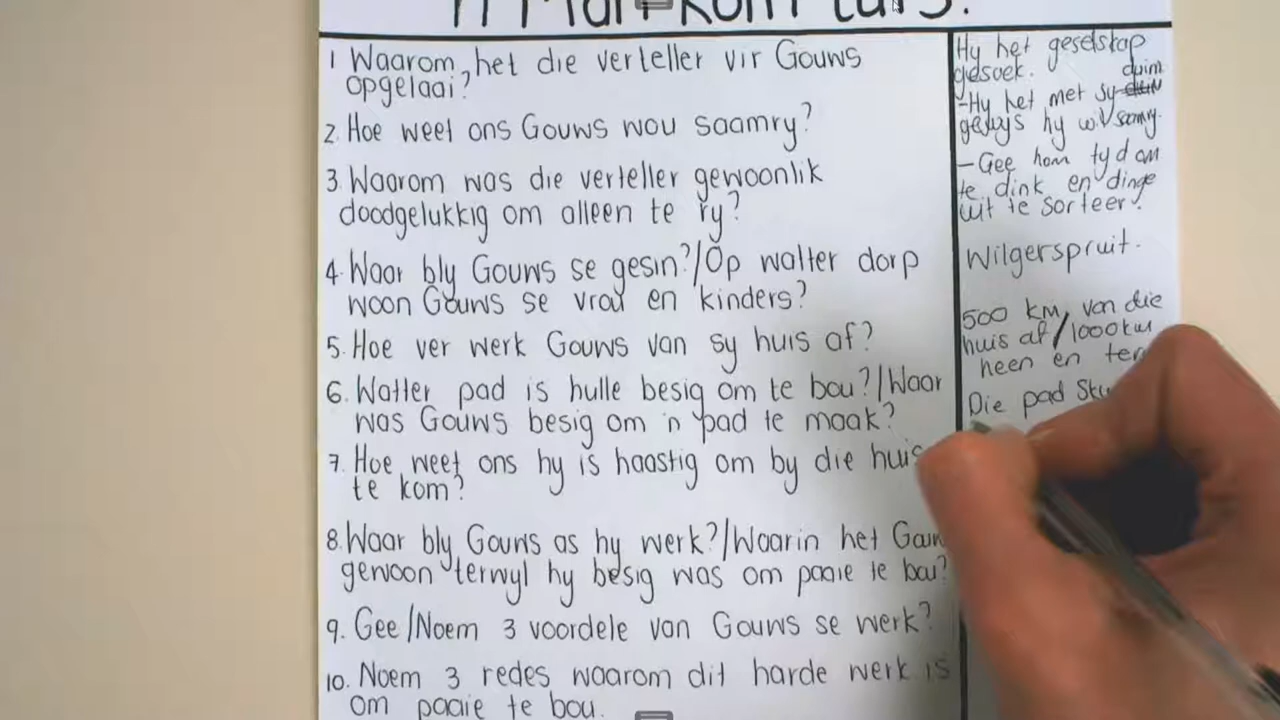 'n Man kom tuis.
1 Waarom het die verteller vir Gouws
opgelaai?
2. Hoe weet ons Gouws wou saamry?
3. Waarom was die verteller gewoonlik
doodgelukkig om alleen te ry?
4. Waar bly Gouws se gesin?/Op watter dorp
woon Gouws se vrou en kinders?
5. Hoe ver werk Gouws van sy huis af?
6. Watter pad is hulle besig om te bou?/Waar
was Gouws besig om 'n pad te maak?
7. Hoe weet ons hy is haastig om by die huis
te kom?
8. Waar bly Gouws as hy werk?/Waarin het
gewoon terwyl hy besig was om paaie te bou?
9. Gee/Noem 3 voordele van Gouws se werk?
10. Noem 3 redes waarom dit harde werk is
om paaie te bou.
Hy het geselskap
gesoek.
duim
-Hy het met sy
gewys hy wil saamry.
-Gee hom tyd om
te dink en dinge
uit te sorteer.
Wilgerspruit.
500 km van die
huis af/1000km
heen en
Die pad